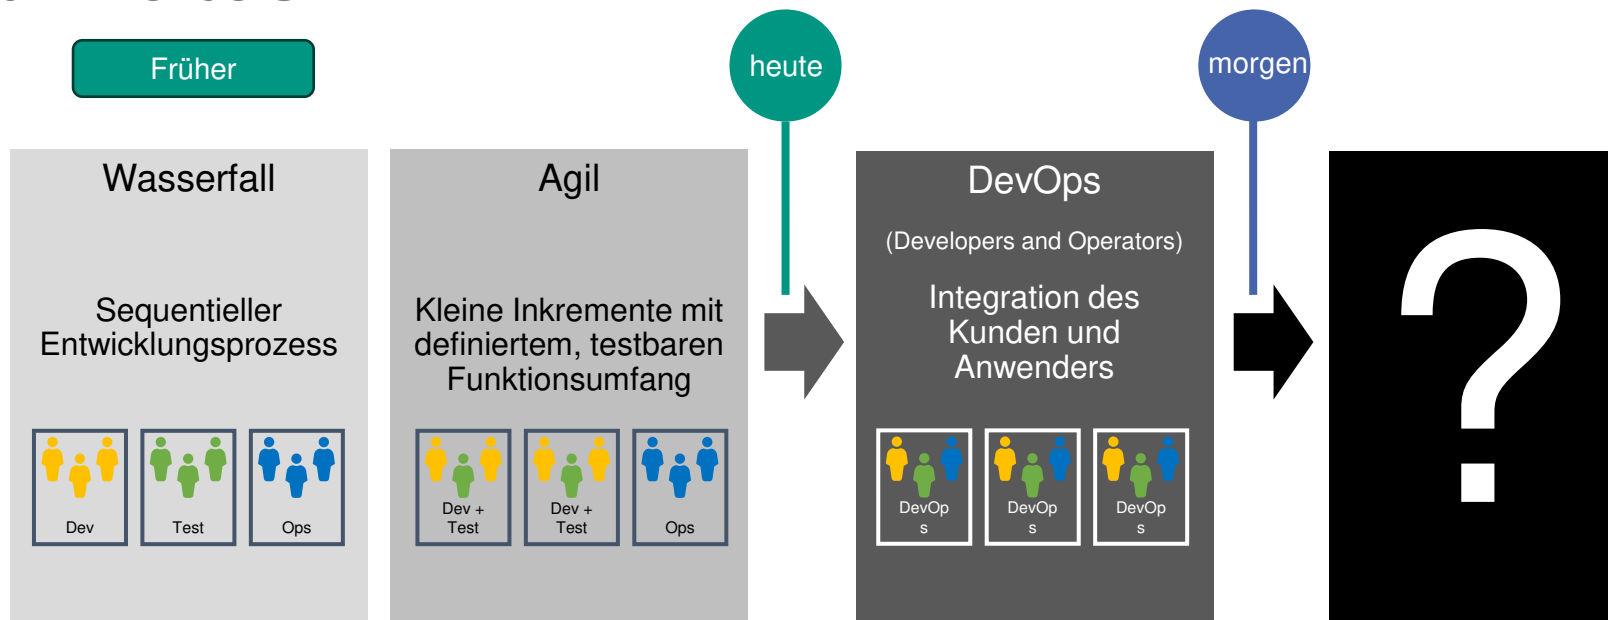 Früher
heute
morgen
Wasserfall
Sequentieller
Entwicklungsprozess
Dev
Test
Ops
Agil
Kleine Inkremente mit
definiertem, testbaren
Funktionsumfang
Dev +
Test
Dev +
Test
Ops
DevOps
(Developers and Operators)
Integration des
Kunden und
Anwenders
DevOp
s
DevOp
s
DevOp
s
?